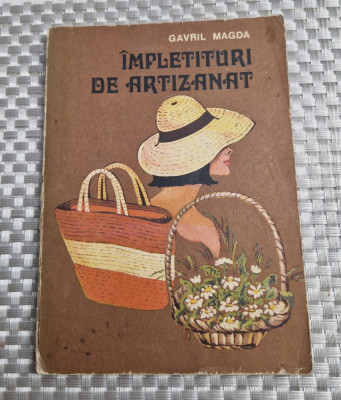 GAVRIL MAGDA
ÎMPLETITURI
DE ARTIZANAT